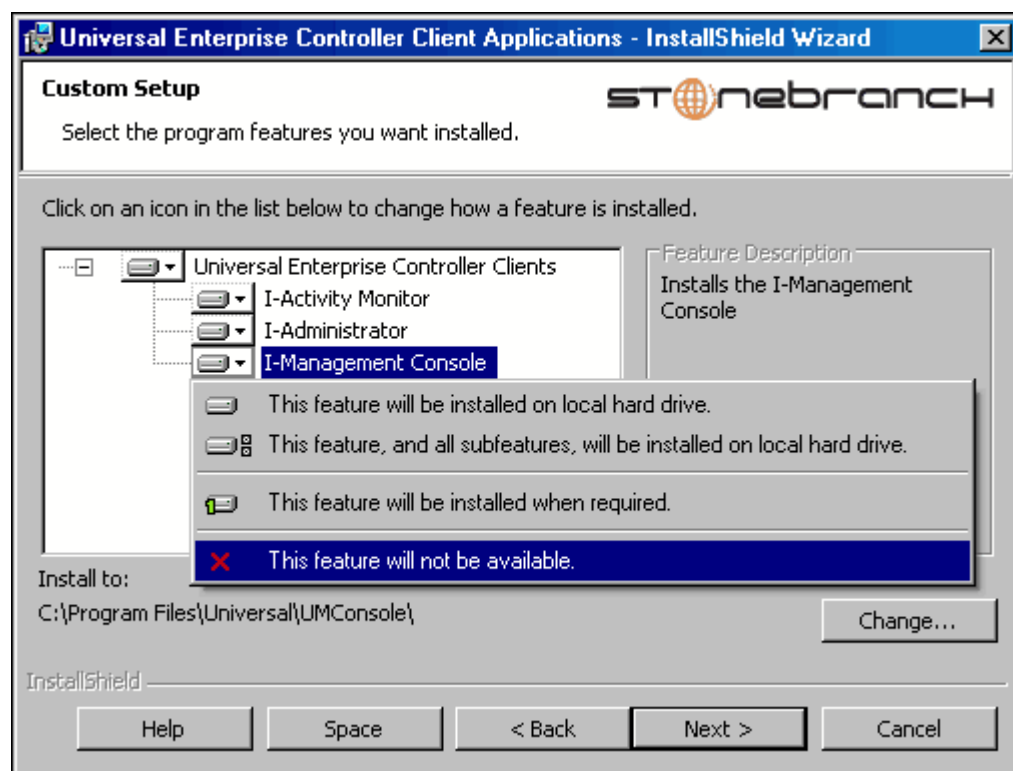 Universal Enterprise Controller Client Applications - InstallShield Wizard
Custom Setup
STONEBRANCH
Select the program features you want installed.
Click on an icon in the list below to change how a feature is installed.
Universal Enterprise Controller Clients
I-Activity Monitor
I-Administrator
I-Management Console
Feature Description
Installs the I-Management
Console
This feature will be installed on local hard drive.
This feature, and all subfeatures, will be installed on local hard drive.
This feature will be installed when required.
This feature will not be available.
Install to:
C:\Program Files\Universal\UMConsole\
Change...
InstallShield
Help
Space
< Back
Next >
Cancel